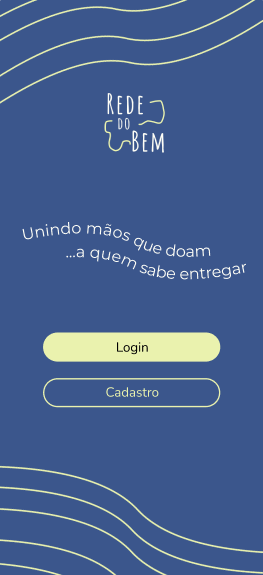 REDE
DO
BEM
Unindo mãos que doam
...a quem sabe entregar
Login
Cadastro